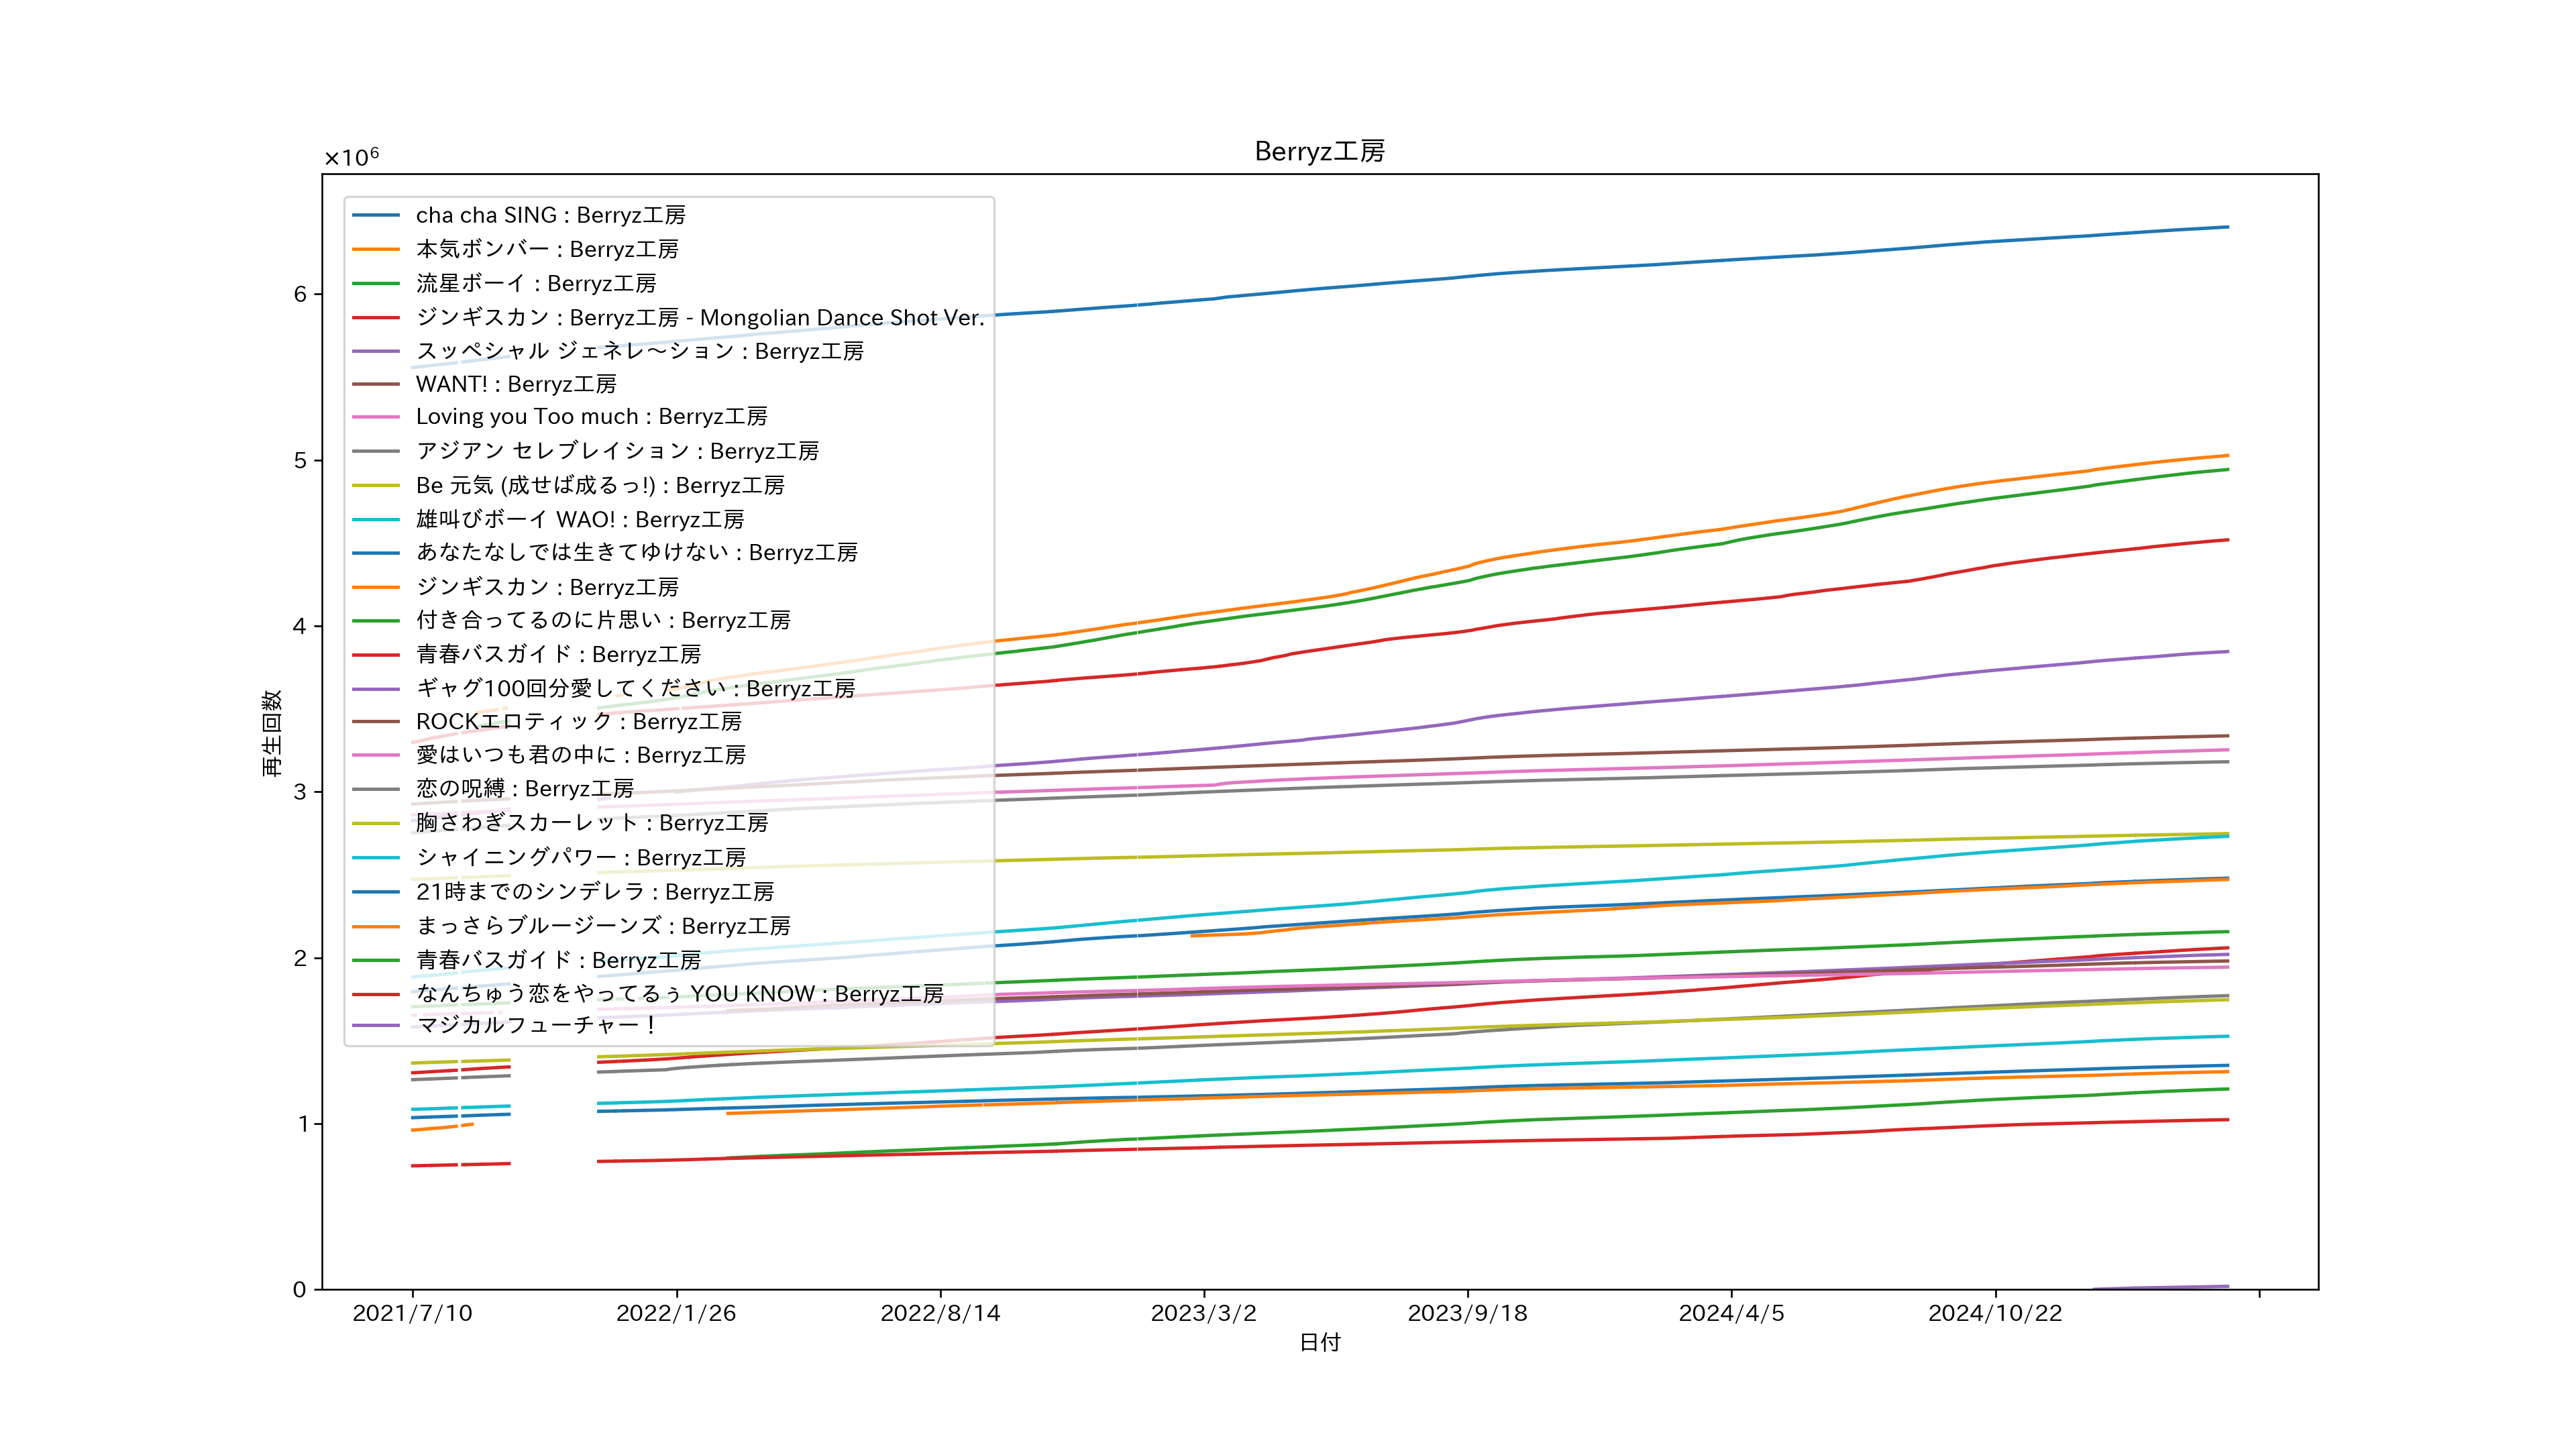 Berryz工房
×10⁶
cha cha SING : Berryz工房
本気ボンバー : Berryz工房
流星ボーイ : Berryz工房
ジンギスカン : Berryz工房 - Mongolian Dance Shot Ver.
スッペシャル ジェネレ～ション : Berryz工房
WANT! : Berryz工房
Loving you Too much : Berryz工房
アジアン セレブレイション : Berryz工房
Be 元気 (成せば成るっ!) : Berryz工房
雄叫びボーイ WAO! : Berryz工房
あなたなしでは生きてゆけない : Berryz工房
ジンギスカン : Berryz工房
付き合ってるのに片思い : Berryz工房
青春バスガイド : Berryz工房
ギャグ100回分愛してください : Berryz工房
ROCKエロティック : Berryz工房
愛はいつも君の中に : Berryz工房
恋の呪縛 : Berryz工房
胸さわぎスカーレット : Berryz工房
シャイニングパワー : Berryz工房
21時までのシンデレラ : Berryz工房
まっさらブルージーンズ : Berryz工房
青春バスガイド : Berryz工房
なんちゅう恋をやってるぅ YOU KNOW : Berryz工房
マジカルフューチャー！
6
5
4
3
2
1
0
再生回数
2021/7/10
2022/1/26
2022/8/14
2023/3/2
2023/9/18
2024/4/5
2024/10/22
日付